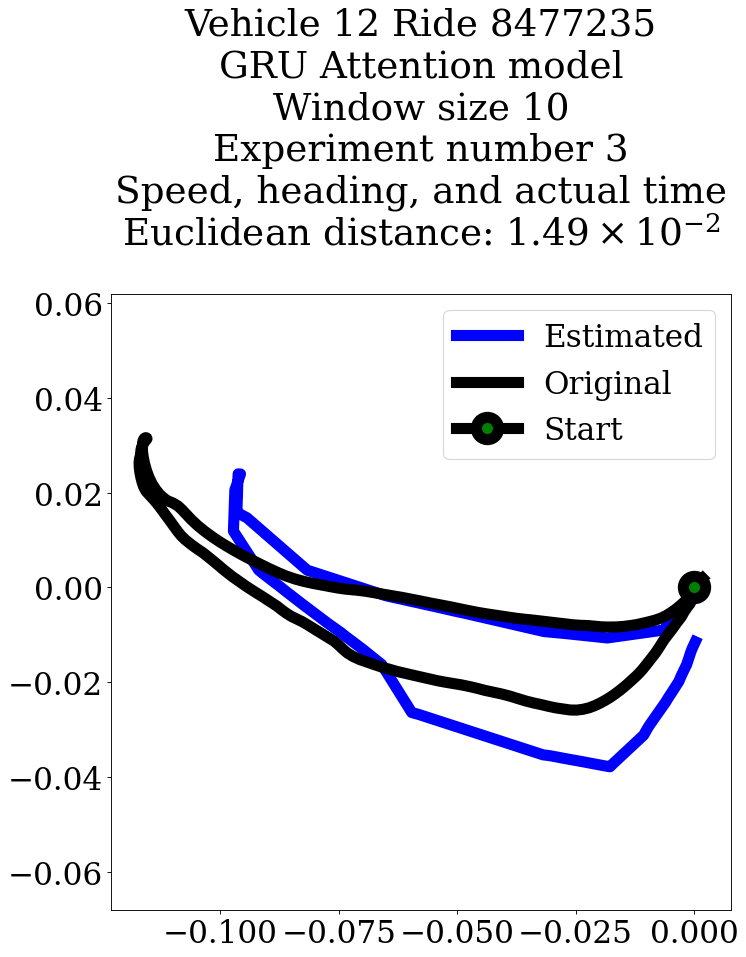 Vehicle 12 Ride 8477235
GRU Attention model
Window size 10
Experiment number 3
Speed, heading, and actual time
Euclidean distance: 1.49 × 10⁻²
0.06
0.04
0.02
0.00
−0.02
−0.04
−0.06
Estimated
Original
Start
−0.100 −0.075 −0.050 −0.025 0.000